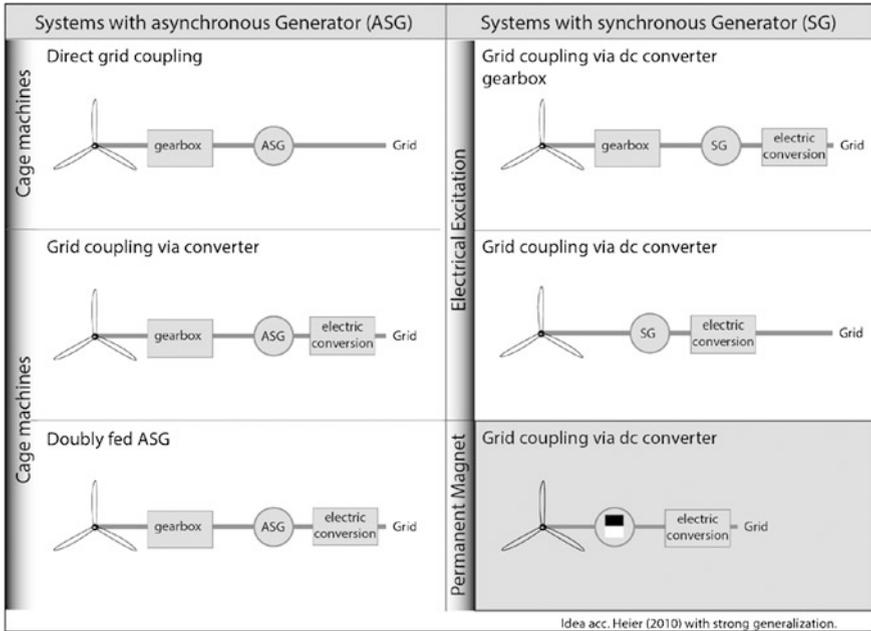 Systems with asynchronous Generator (ASG)
Systems with synchronous Generator (SG)
Cage machines
Direct grid coupling
gearbox
ASG
Grid
Electrical Excitation
Grid coupling via dc converter
gearbox
gearbox
SG
electric
conversion
Grid
Cage machines
Grid coupling via converter
gearbox
ASG
electric
conversion
Grid
Grid coupling via dc converter
SG
electric
conversion
Grid
Doubly fed ASG
gearbox
ASG
electric
conversion
Grid
Permanent Magnet
Grid coupling via dc converter
electric
conversion
Grid
Idea acc. Heier (2010) with strong generalization.